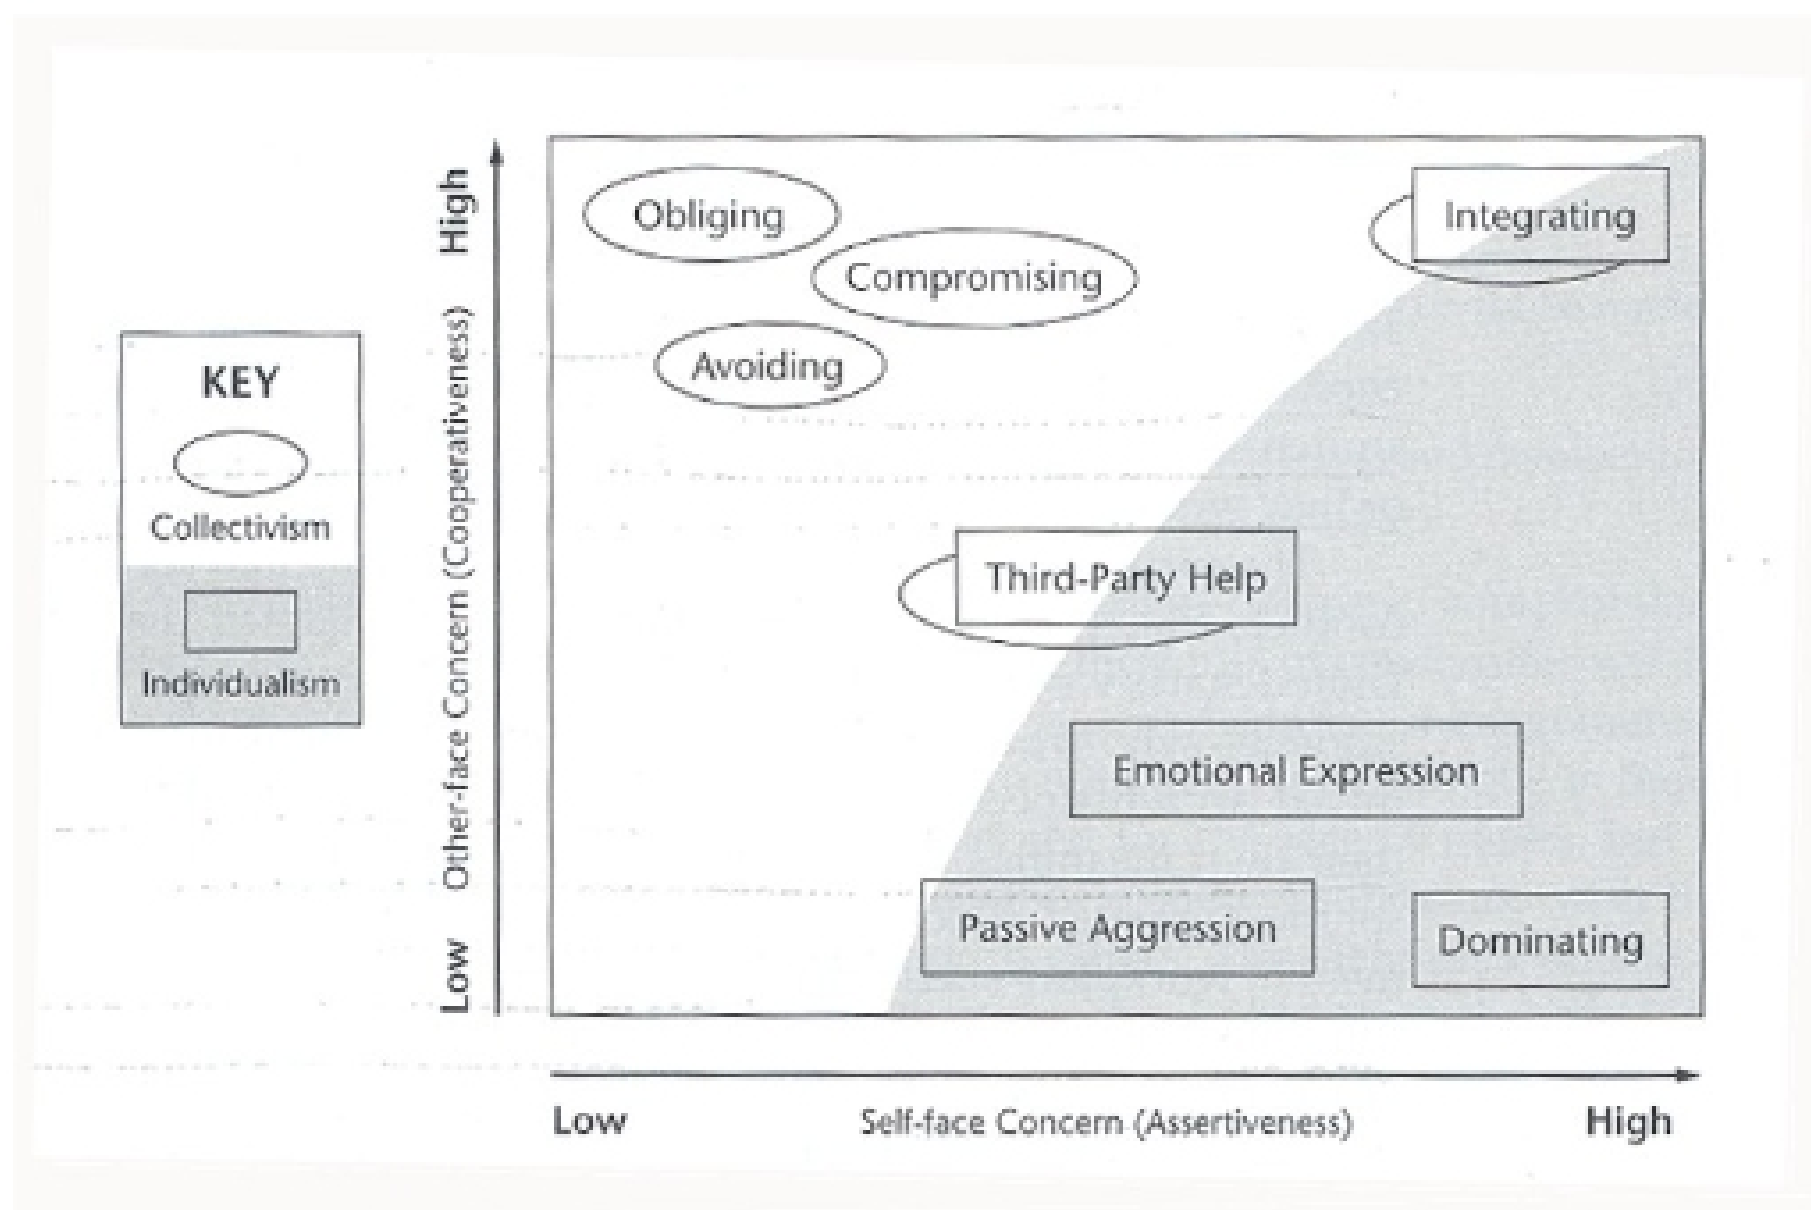 KEY
Collectivism
Individualism
High
Other-face Concern (Cooperativeness)
Low
Obliging
Compromising
Avoiding
Integrating
Third-Party Help
Emotional Expression
Passive Aggression
Dominating
Low
Self-face Concern (Assertiveness)
High